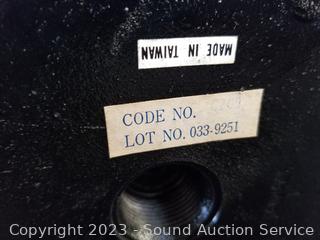 MADE IN TAIWAN
CODE NO.
LOT NO. 033-9251
Copyright 2023 - Sound Auction Service